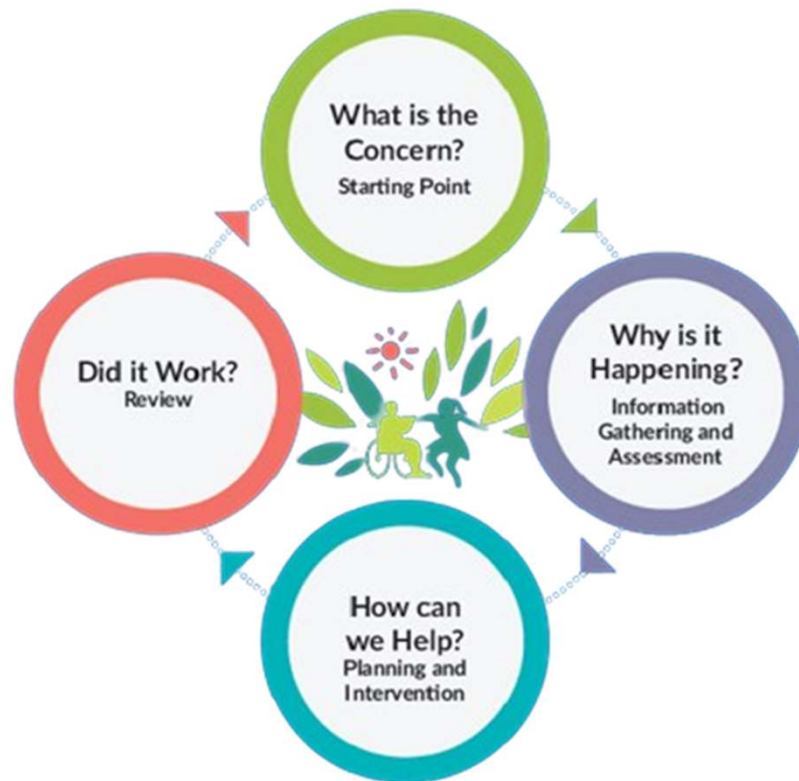 What is the
Concern?
Starting Point
Why is it
Happening?
Information
Gathering and
Assessment
How can
we Help?
Planning and
Intervention
Did it Work?
Review